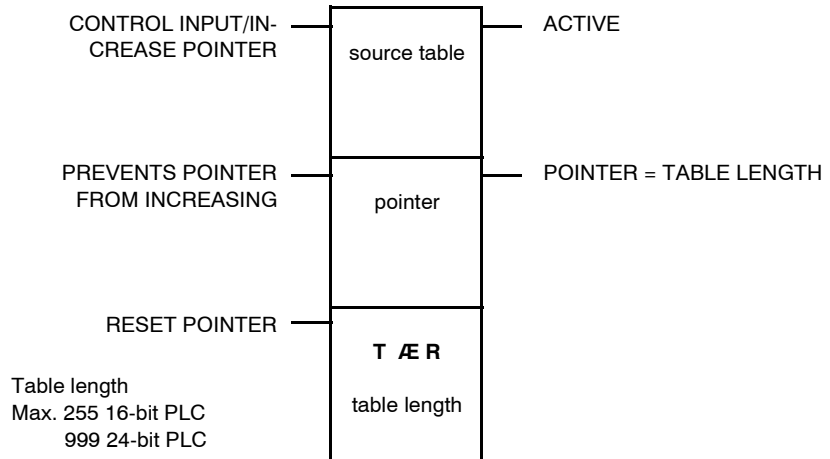 CONTROL INPUT/IN-
CREASE POINTER
source table
ACTIVE
PREVENTS POINTER
FROM INCREASING
pointer
POINTER = TABLE LENGTH
RESET POINTER
T Æ R
table length
Table length
Max. 255 16-bit PLC
999 24-bit PLC